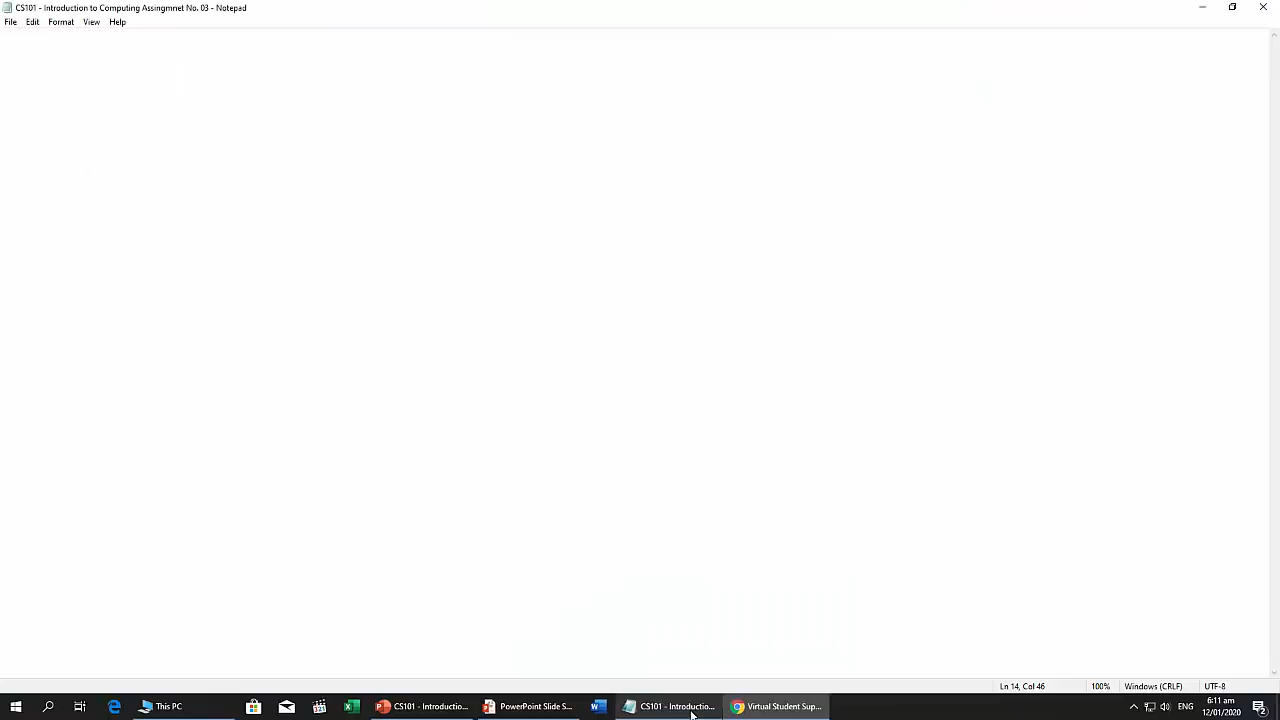 CS101 - Introduction to Computing Assingmnet No. 03 - Notepad
File Edit Format View Help
Ln 14, Col 46 100% Windows (CRLF) UTF-8
This PC CS101 - Introductio... PowerPoint Slide S... CS101 - Introductio... Virtual Student Sup... ENG 6:11 am
12/01/2020 2